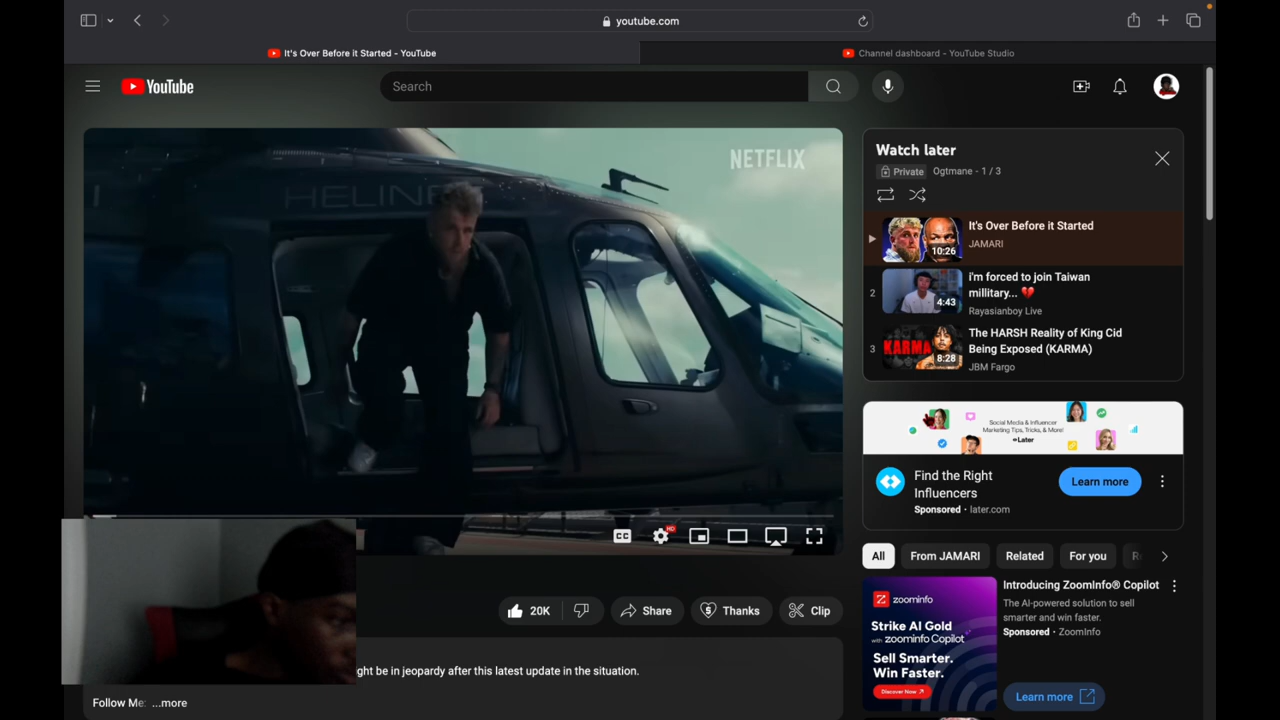 youtube.com
It's Over Before it Started - YouTube
Channel dashboard - YouTube Studio
YouTube
Search
NETFLIX
HELINE
Watch later
Private
Ogtmane - 1 / 3
It's Over Before it Started
JAMARI
10:26
2
i'm forced to join Taiwan
millitary... 💔
Rayasianboy Live
4:43
3
The HARSH Reality of King Cid
Being Exposed (KARMA)
JBM Fargo
KARMA
8:28
Social Media & Influencer
Marketing Tips, Tricks, & More!
Later
Find the Right
Influencers
Sponsored · later.com
Learn more
CC
HD
20K
Share
Thanks
Clip
All
From JAMARI
Related
For you
ght be in jeopardy after this latest update in the situation.
Follow Me: ...more
zoominfo
Strike AI Gold
with zoominfo Copilot
Sell Smarter.
Win Faster.
Discover Now
Introducing ZoomInfo® Copilot
The AI-powered solution to sell
smarter and win faster.
Sponsored · ZoomInfo
Learn more